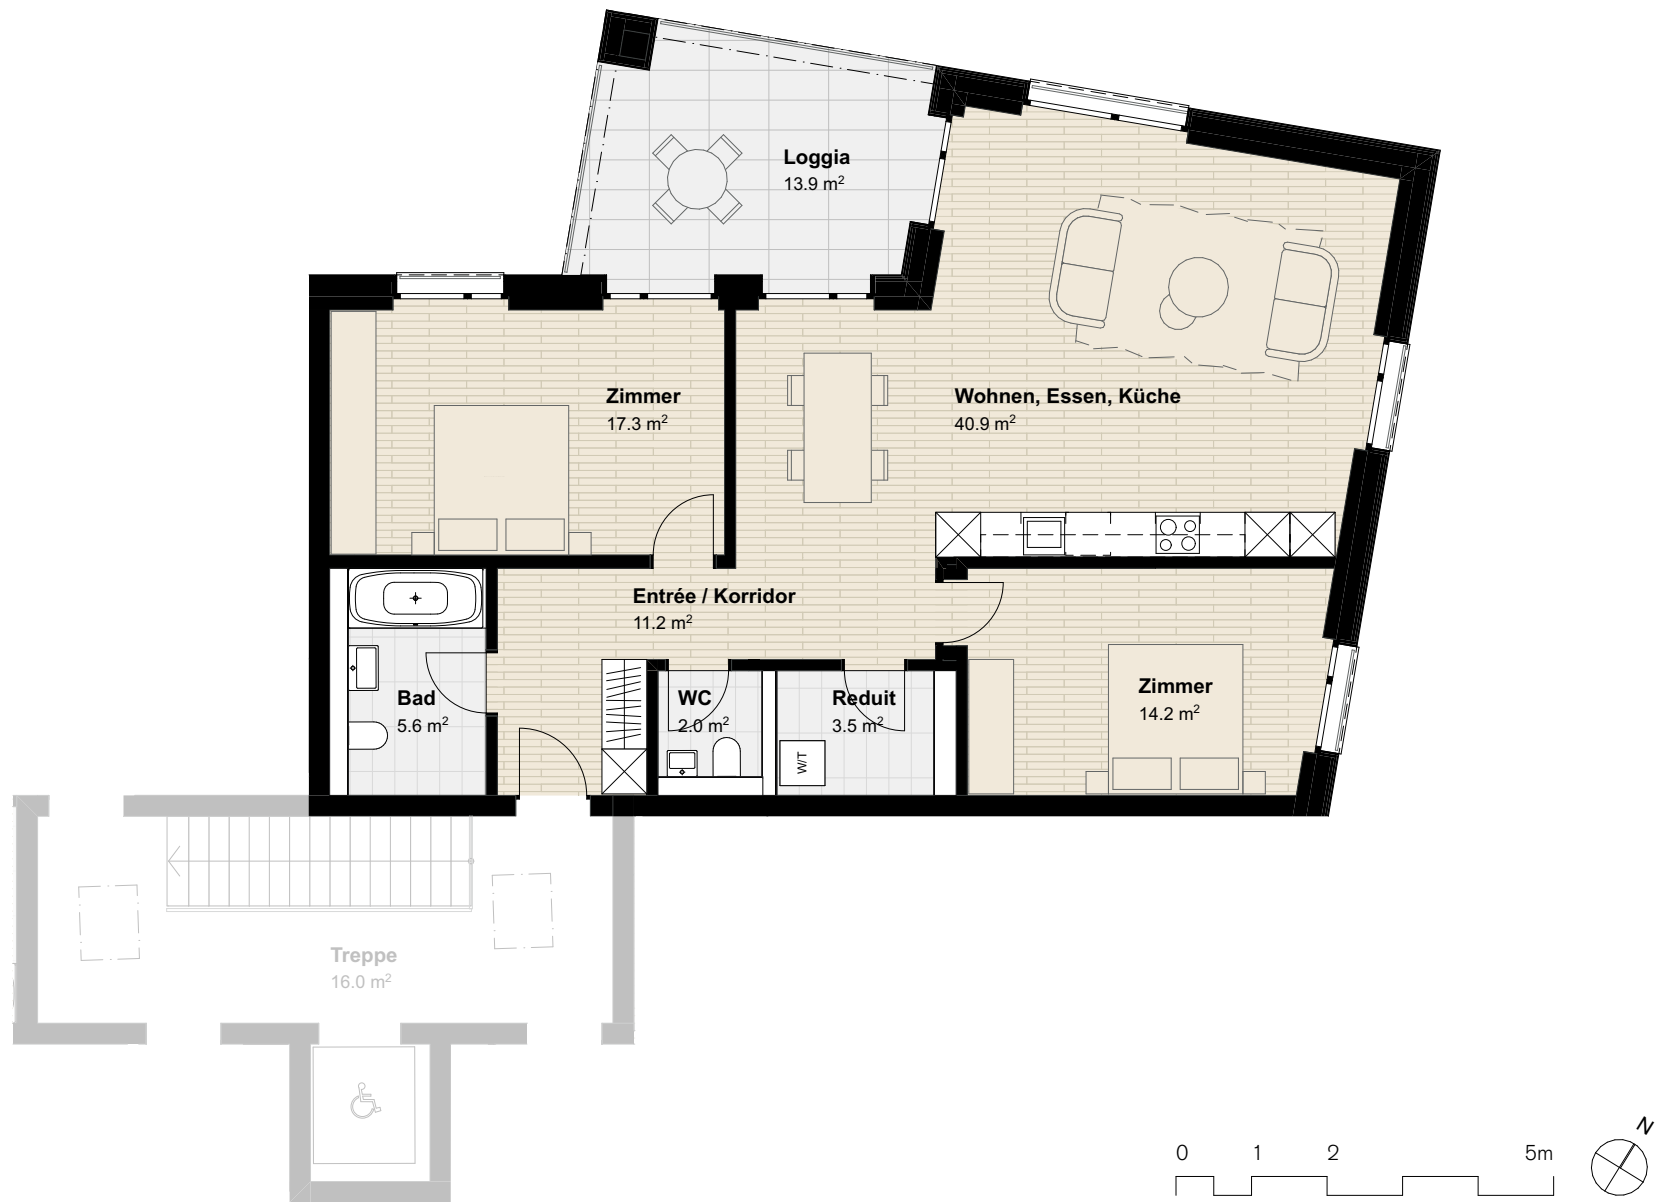 Loggia
13.9 m²
Zimmer
17.3 m²
Wohnen, Essen, Küche
40.9 m²
Entrée / Korridor
11.2 m²
Bad
5.6 m²
WC
2.0 m²
Reduit
3.5 m²
W/T
Zimmer
14.2 m²
Treppe
16.0 m²
0 1 2 5m
N